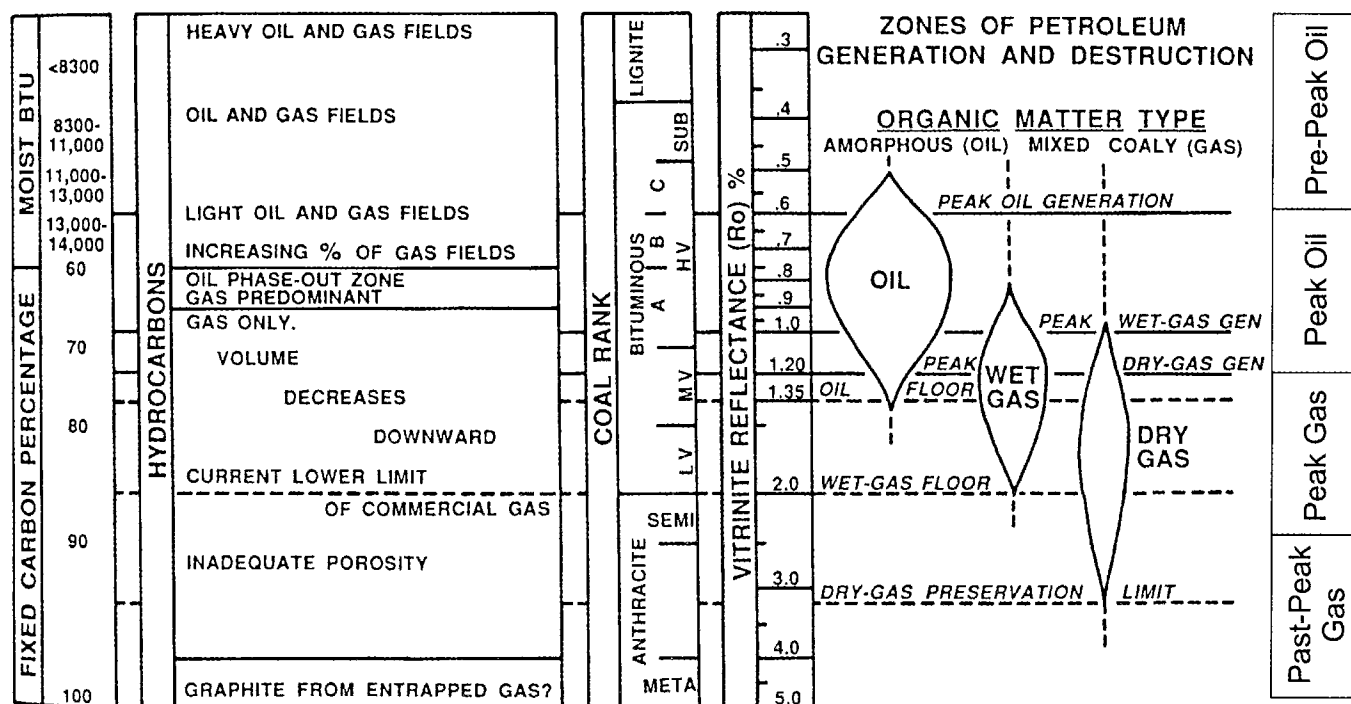 FIXED CARBON PERCENTAGE
MOIST BTU
<8300
8300-
11,000
11,000-
13,000
13,000-
14,000
60
70
80
90
100
HYDROCARBONS
HEAVY OIL AND GAS FIELDS
OIL AND GAS FIELDS
LIGHT OIL AND GAS FIELDS
INCREASING % OF GAS FIELDS
OIL PHASE-OUT ZONE
GAS PREDOMINANT
GAS ONLY.
VOLUME
DECREASES
DOWNWARD
CURRENT LOWER LIMIT
OF COMMERCIAL GAS
INADEQUATE POROSITY
GRAPHITE FROM ENTRAPPED GAS?
COAL RANK
LIGNITE
BITUMINOUS
ANTHRACITE
SUB
C
B
A
HV
MV
LV
SEMI
META
VITRINITE REFLECTANCE (Ro) %
.3
.4
.5
.6
.7
.8
.9
1.0
1.20
1.35
2.0
3.0
4.0
5.0
ZONES OF PETROLEUM
GENERATION AND DESTRUCTION
ORGANIC MATTER TYPE
AMORPHOUS (OIL) MIXED COALY (GAS)
PEAK OIL GENERATION
OIL
PEAK WET-GAS GEN
PEAK DRY-GAS GEN
WET
GAS
OIL FLOOR
DRY
GAS
WET-GAS FLOOR
DRY-GAS PRESERVATION LIMIT
Pre-Peak Oil
Peak Oil
Peak Gas
Past-Peak
Gas